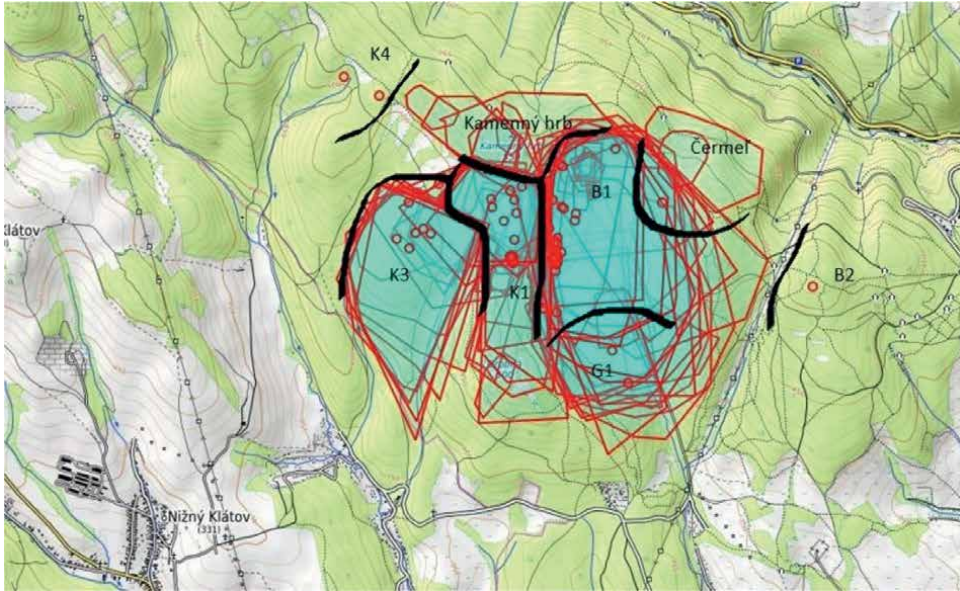 K4
Kamenný hrb
Čermeľ
B1
Klátov
K3
K1
B2
G1
Nižný Klátov
(331)